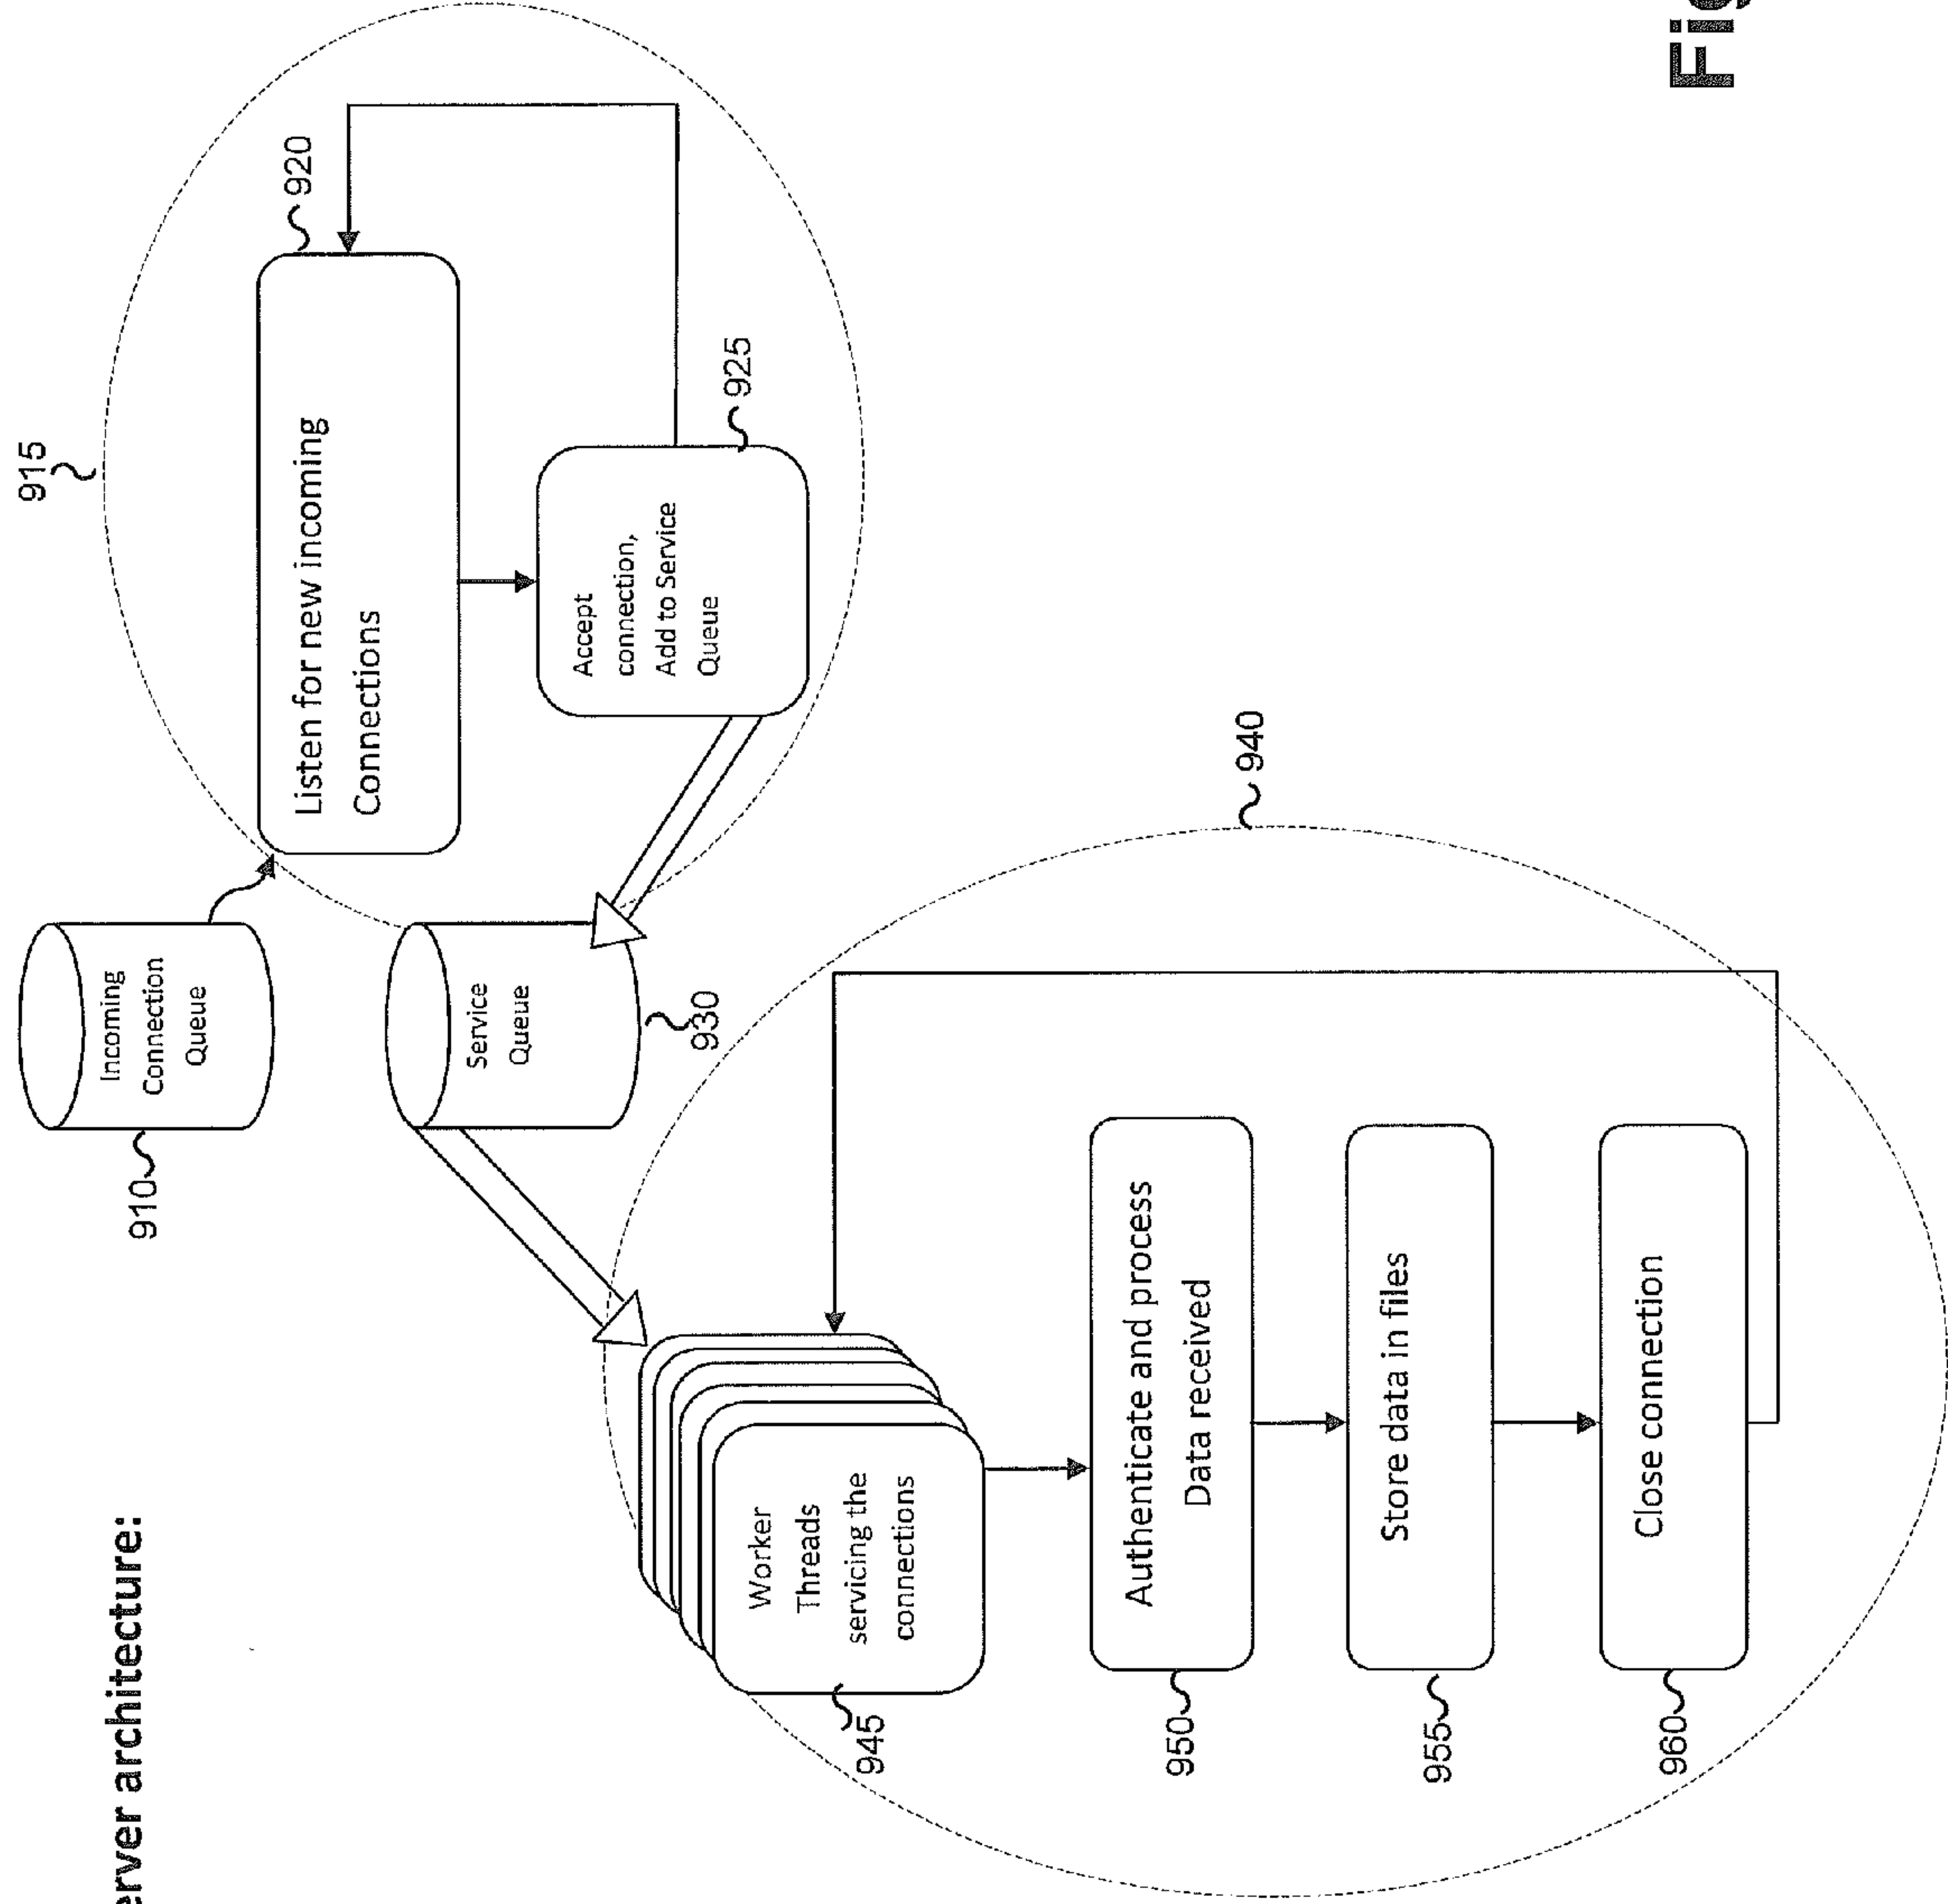 erver architecture:
915
Incoming
Connection
Queue
910
Listen for new incoming
Connections
920
Accept
connection,
Add to Service
Queue
925
Service
Queue
930
Worker
Threads
servicing the
connections
945
940
Authenticate and process
Data received
950
Store data in files
955
Close connection
960
Fig